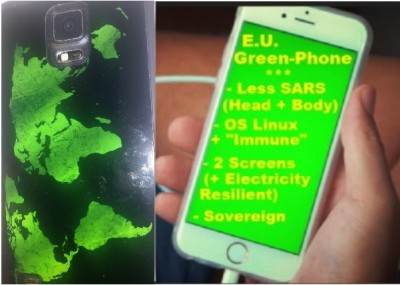 E.U.
Green-Phone
***
- Less SARS
(Head + Body)
- OS Linux
+ "Immune"
- 2 Screens
(+ Electricity
Resilient)
- Sovereign